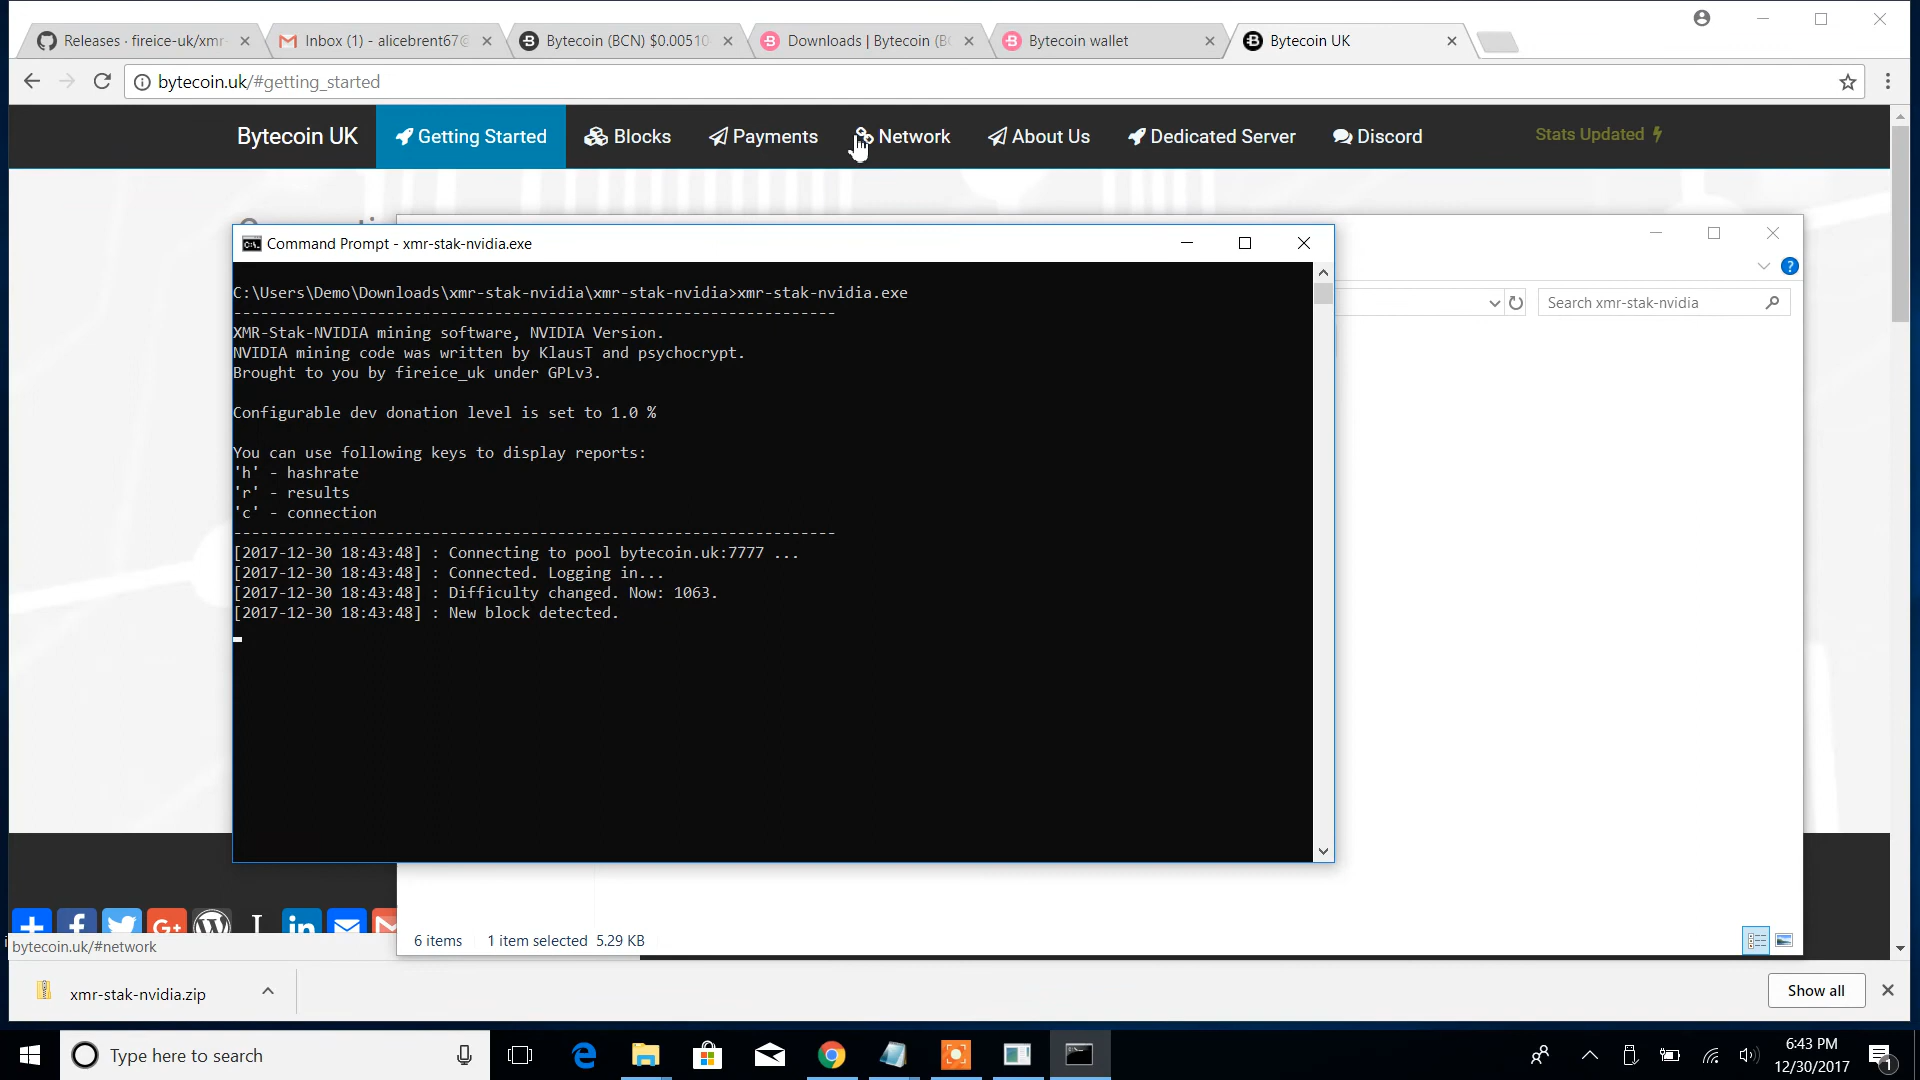 Releases · fireice-uk/xmr-
Inbox (1) - alicebrent67@
Bytecoin (BCN) $0.00510
Downloads | Bytecoin (BC
Bytecoin wallet
Bytecoin UK
bytecoin.uk/#getting_started
Bytecoin UK
Getting Started
Blocks
Payments
Network
About Us
Dedicated Server
Discord
Stats Updated
Command Prompt - xmr-stak-nvidia.exe
Search xmr-stak-nvidia
C:\Users\Demo\Downloads\xmr-stak-nvidia\xmr-stak-nvidia>xmr-stak-nvidia.exe
-------------------------------------------------------------------
XMR-Stak-NVIDIA mining software, NVIDIA Version.
NVIDIA mining code was written by KlausT and psychocrypt.
Brought to you by fireice_uk under GPLv3.
Configurable dev donation level is set to 1.0 %
You can use following keys to display reports:
'h' - hashrate
'r' - results
'c' - connection
-------------------------------------------------------------------
[2017-12-30 18:43:48] : Connecting to pool bytecoin.uk:7777 ...
[2017-12-30 18:43:48] : Connected. Logging in...
[2017-12-30 18:43:48] : Difficulty changed. Now: 1063.
[2017-12-30 18:43:48] : New block detected.
6 items
1 item selected 5.29 KB
bytecoin.uk/#network
xmr-stak-nvidia.zip
Show all
Type here to search
6:43 PM
12/30/2017
1